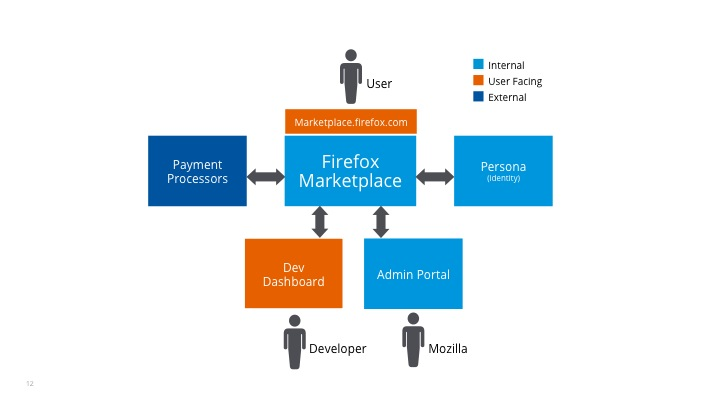 User
Internal
User Facing
External
Marketplace.firefox.com
Payment
Processors
Firefox
Marketplace
Persona
(Identity)
Dev
Dashboard
Admin Portal
Developer
Mozilla
12